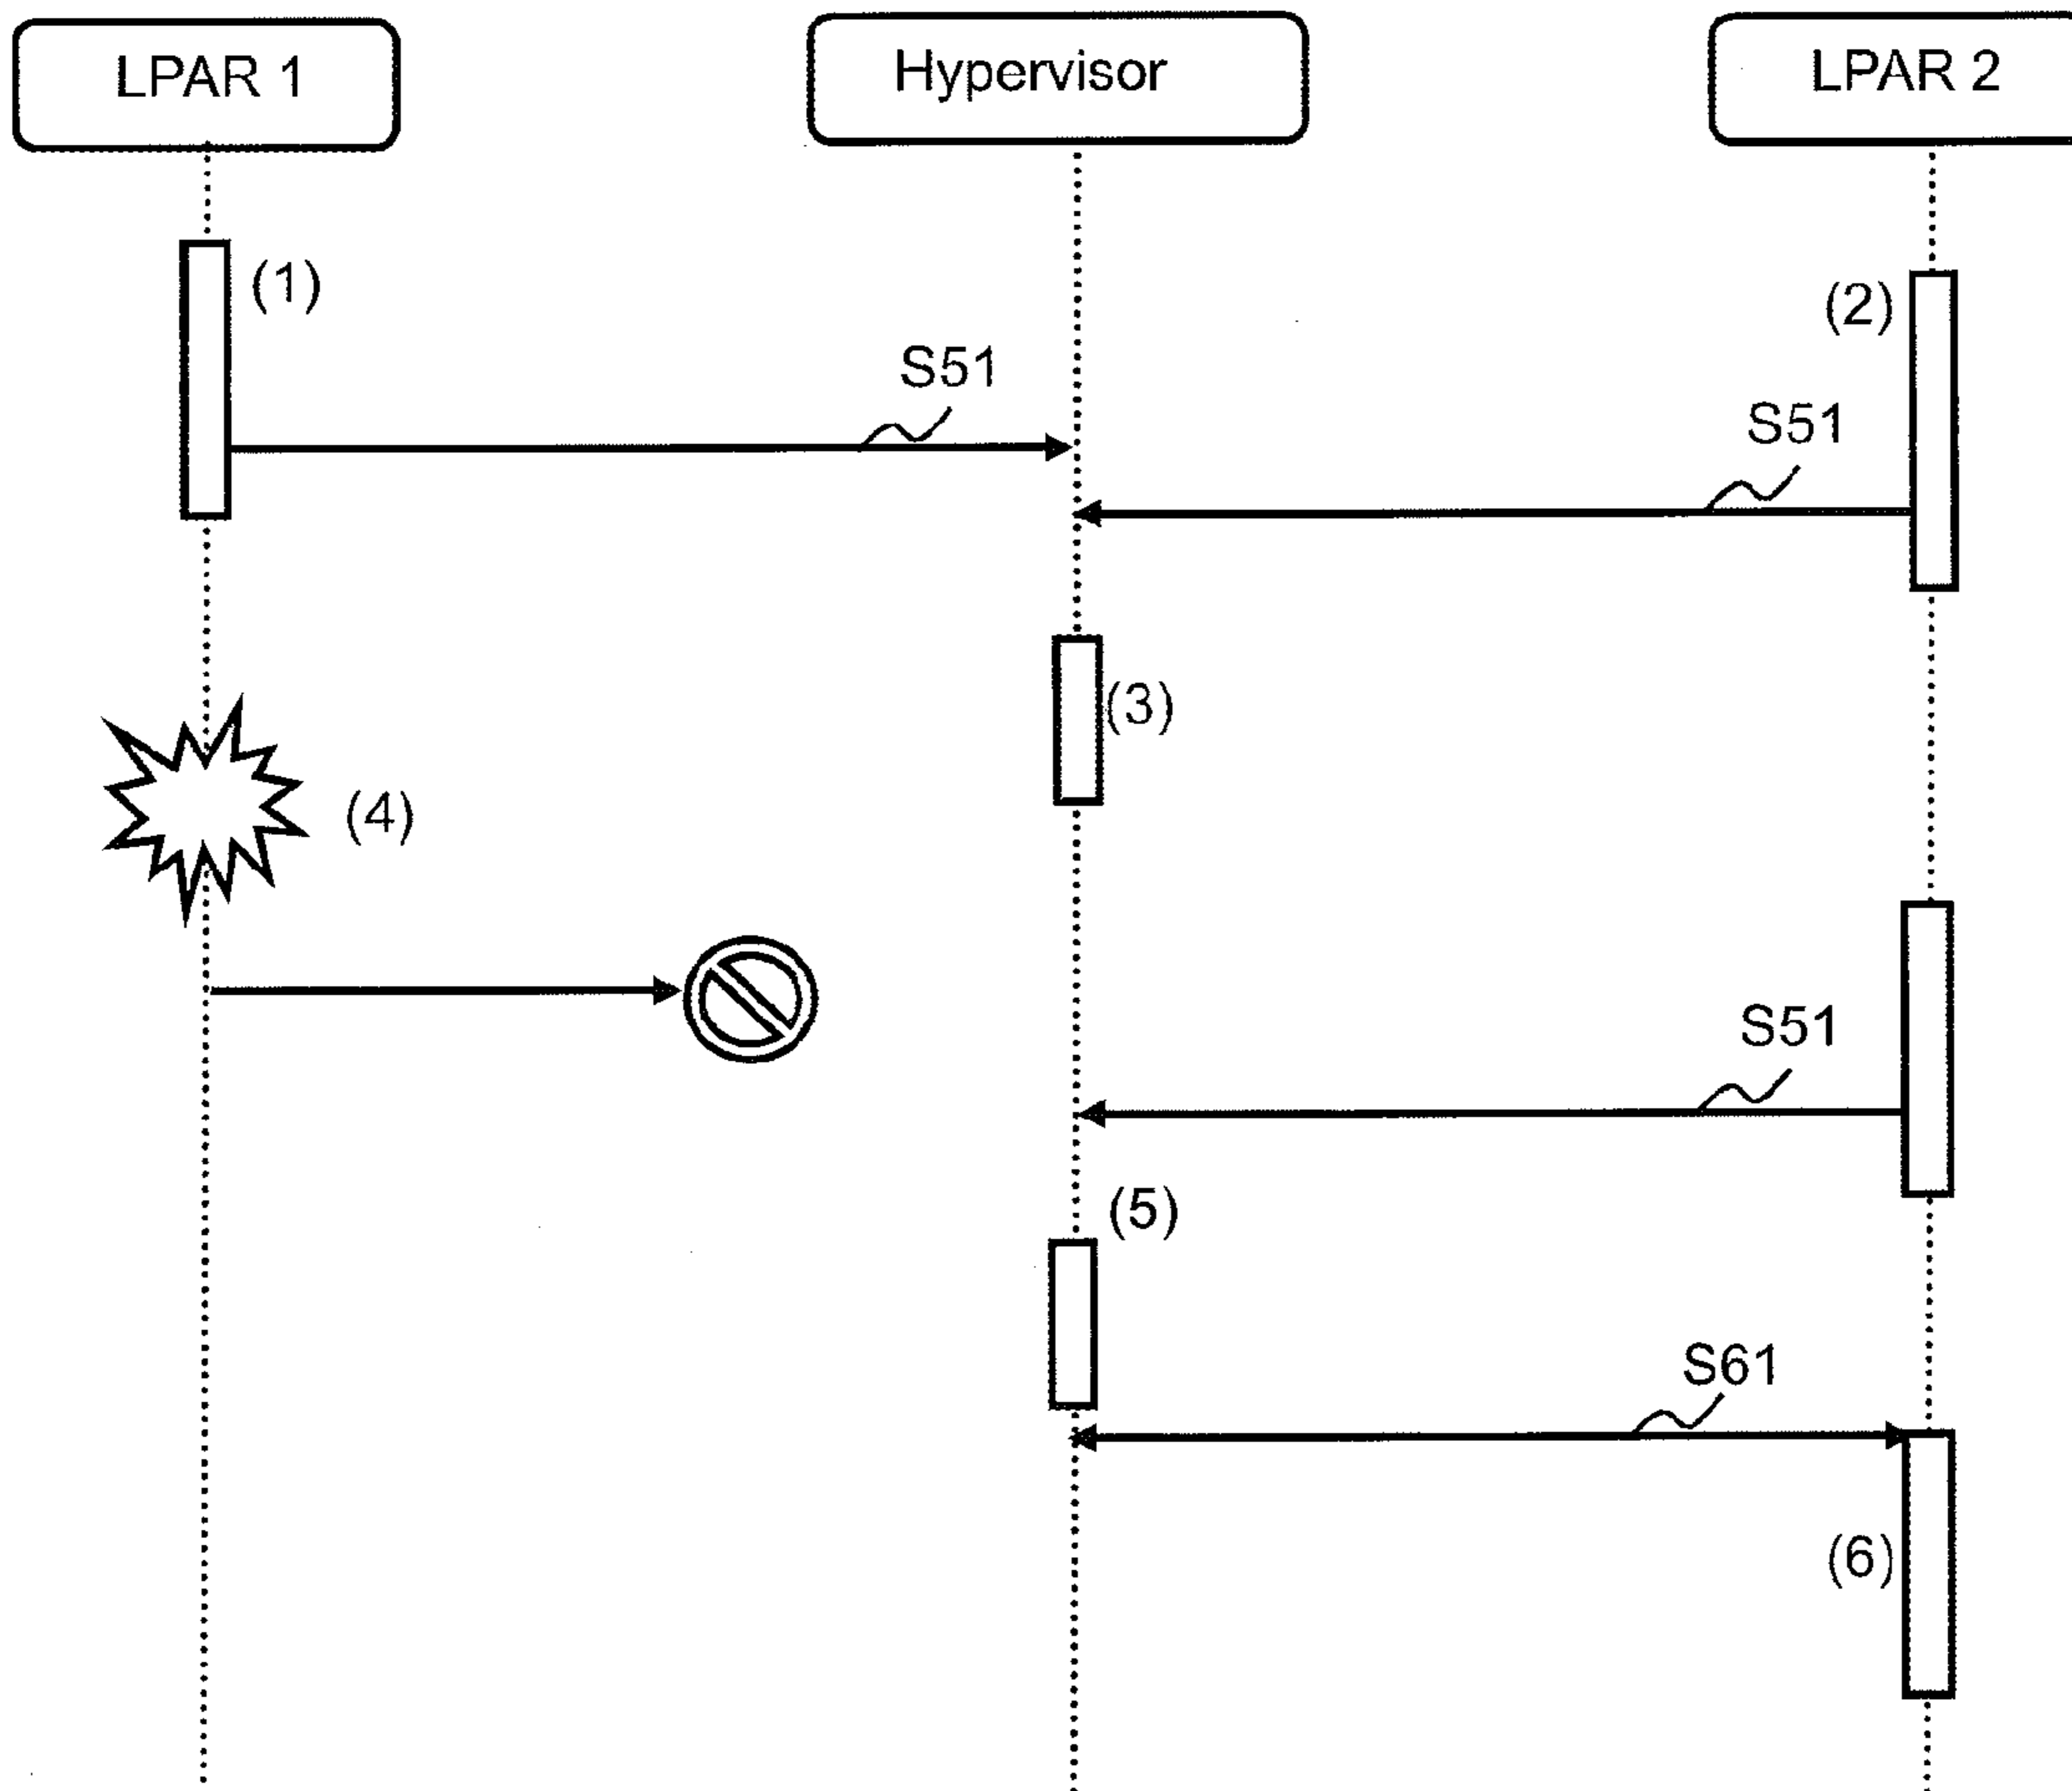 LPAR 1
Hypervisor
LPAR 2
(1)
(2)
S51
S51
(3)
(4)
S51
(5)
S61
(6)